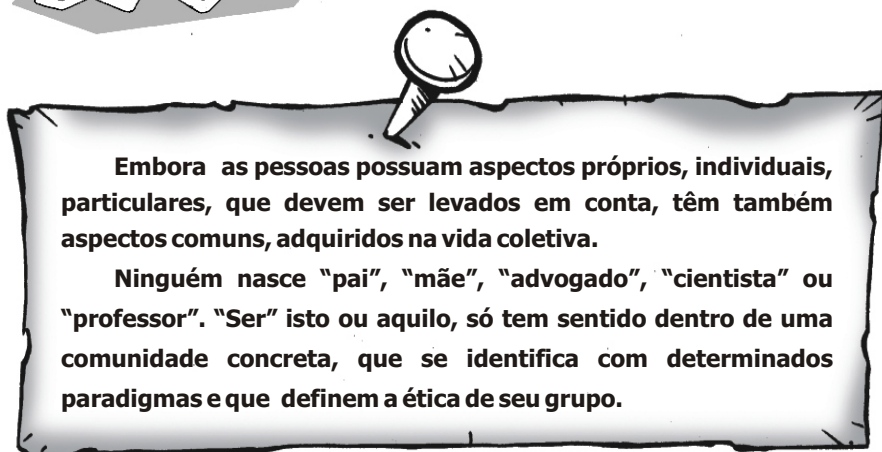 Embora as pessoas possuam aspectos próprios, individuais,
particulares, que devem ser levados em conta, têm também
aspectos comuns, adquiridos na vida coletiva.
Ninguém nasce “pai”, “mãe”, “advogado”, “cientista” ou
“professor”. “Ser” isto ou aquilo, só tem sentido dentro de uma
comunidade concreta, que se identifica com determinados
paradigmas e que definem a ética de seu grupo.